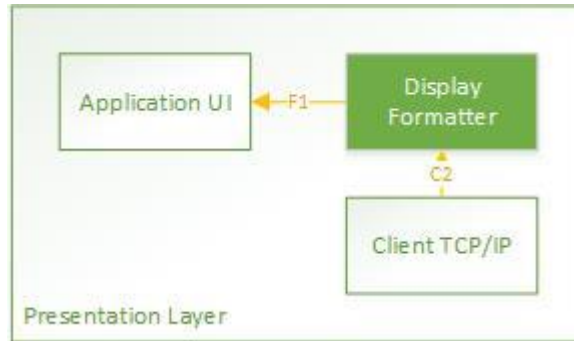 Application UI
F1
Display
Formatter
C2
Client TCP/IP
Presentation Layer